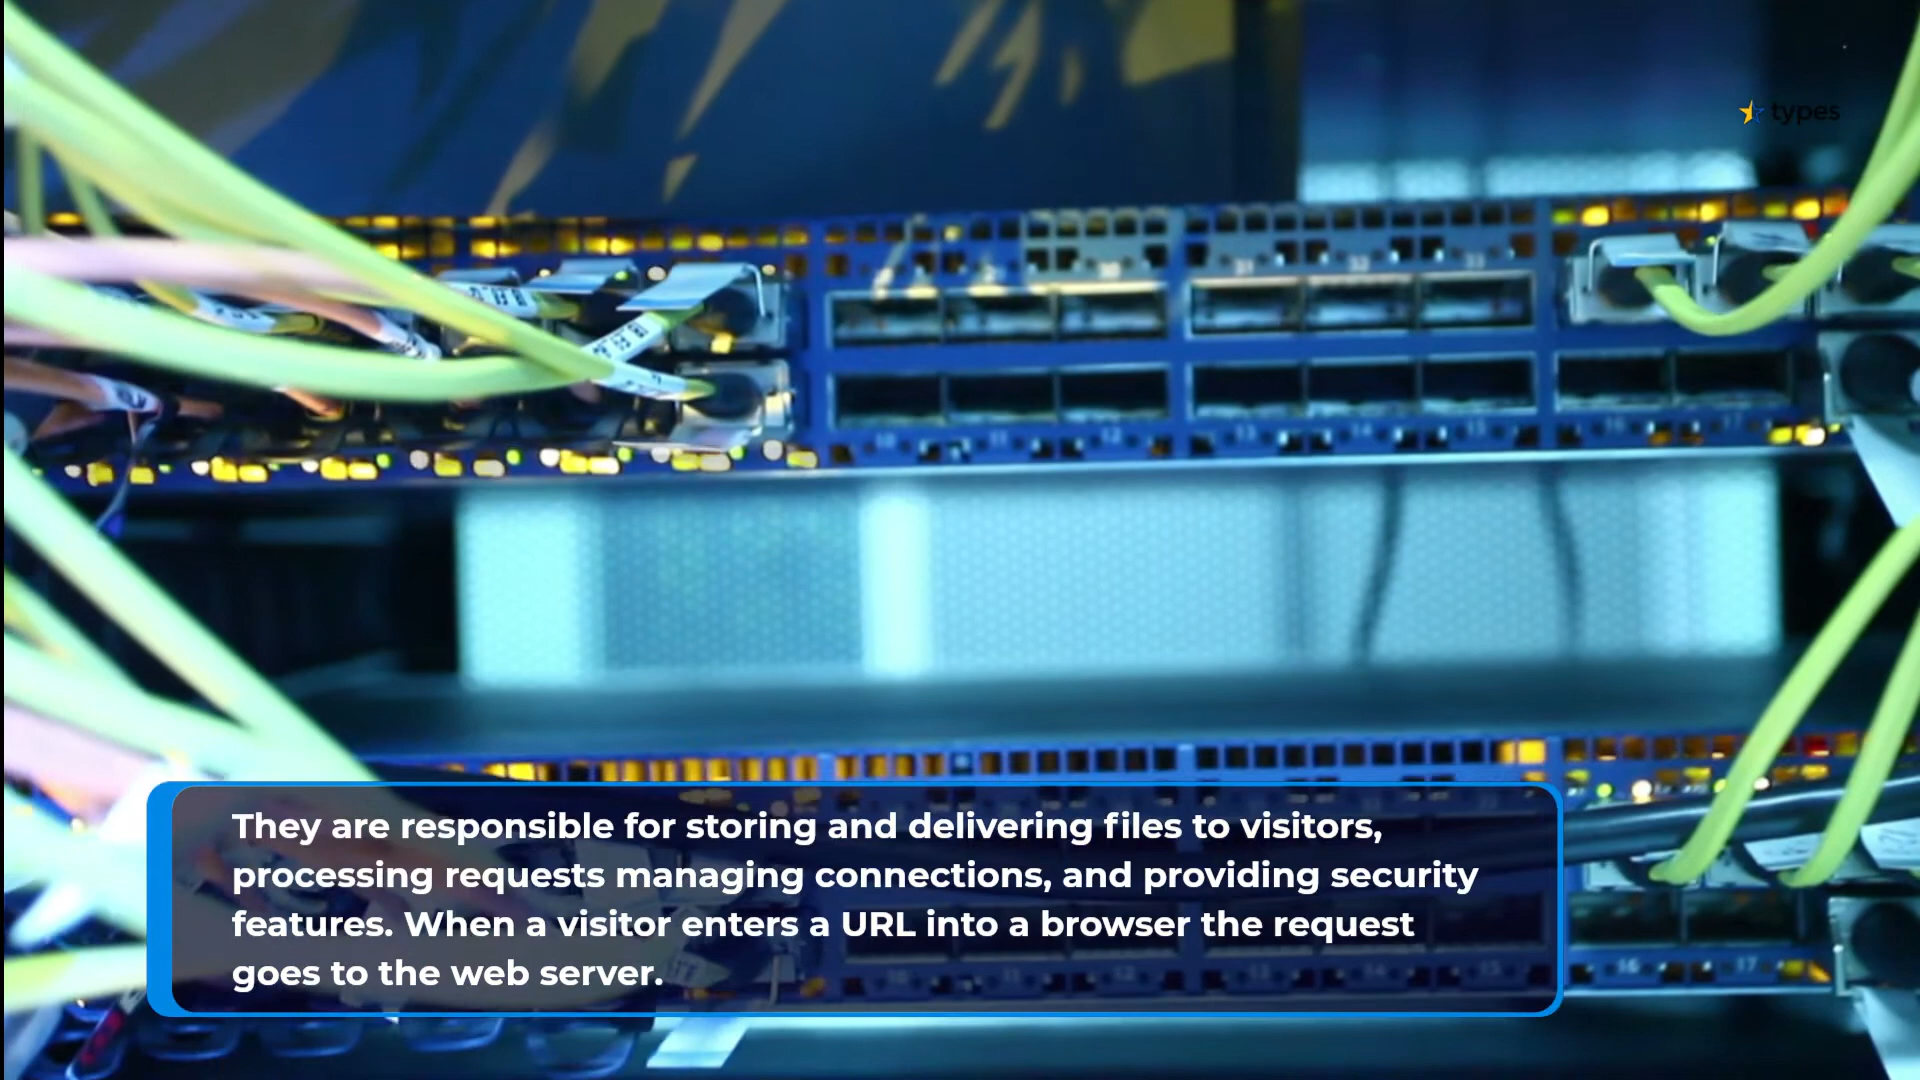 types
They are responsible for storing and delivering files to visitors,
processing requests managing connections, and providing security
features. When a visitor enters a URL into a browser the request
goes to the web server.